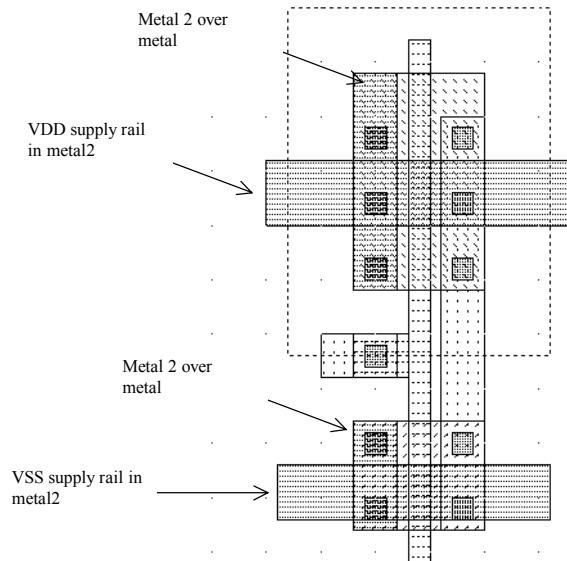 Metal 2 over
metal
VDD supply rail
in metal2
Metal 2 over
metal
VSS supply rail in
metal2